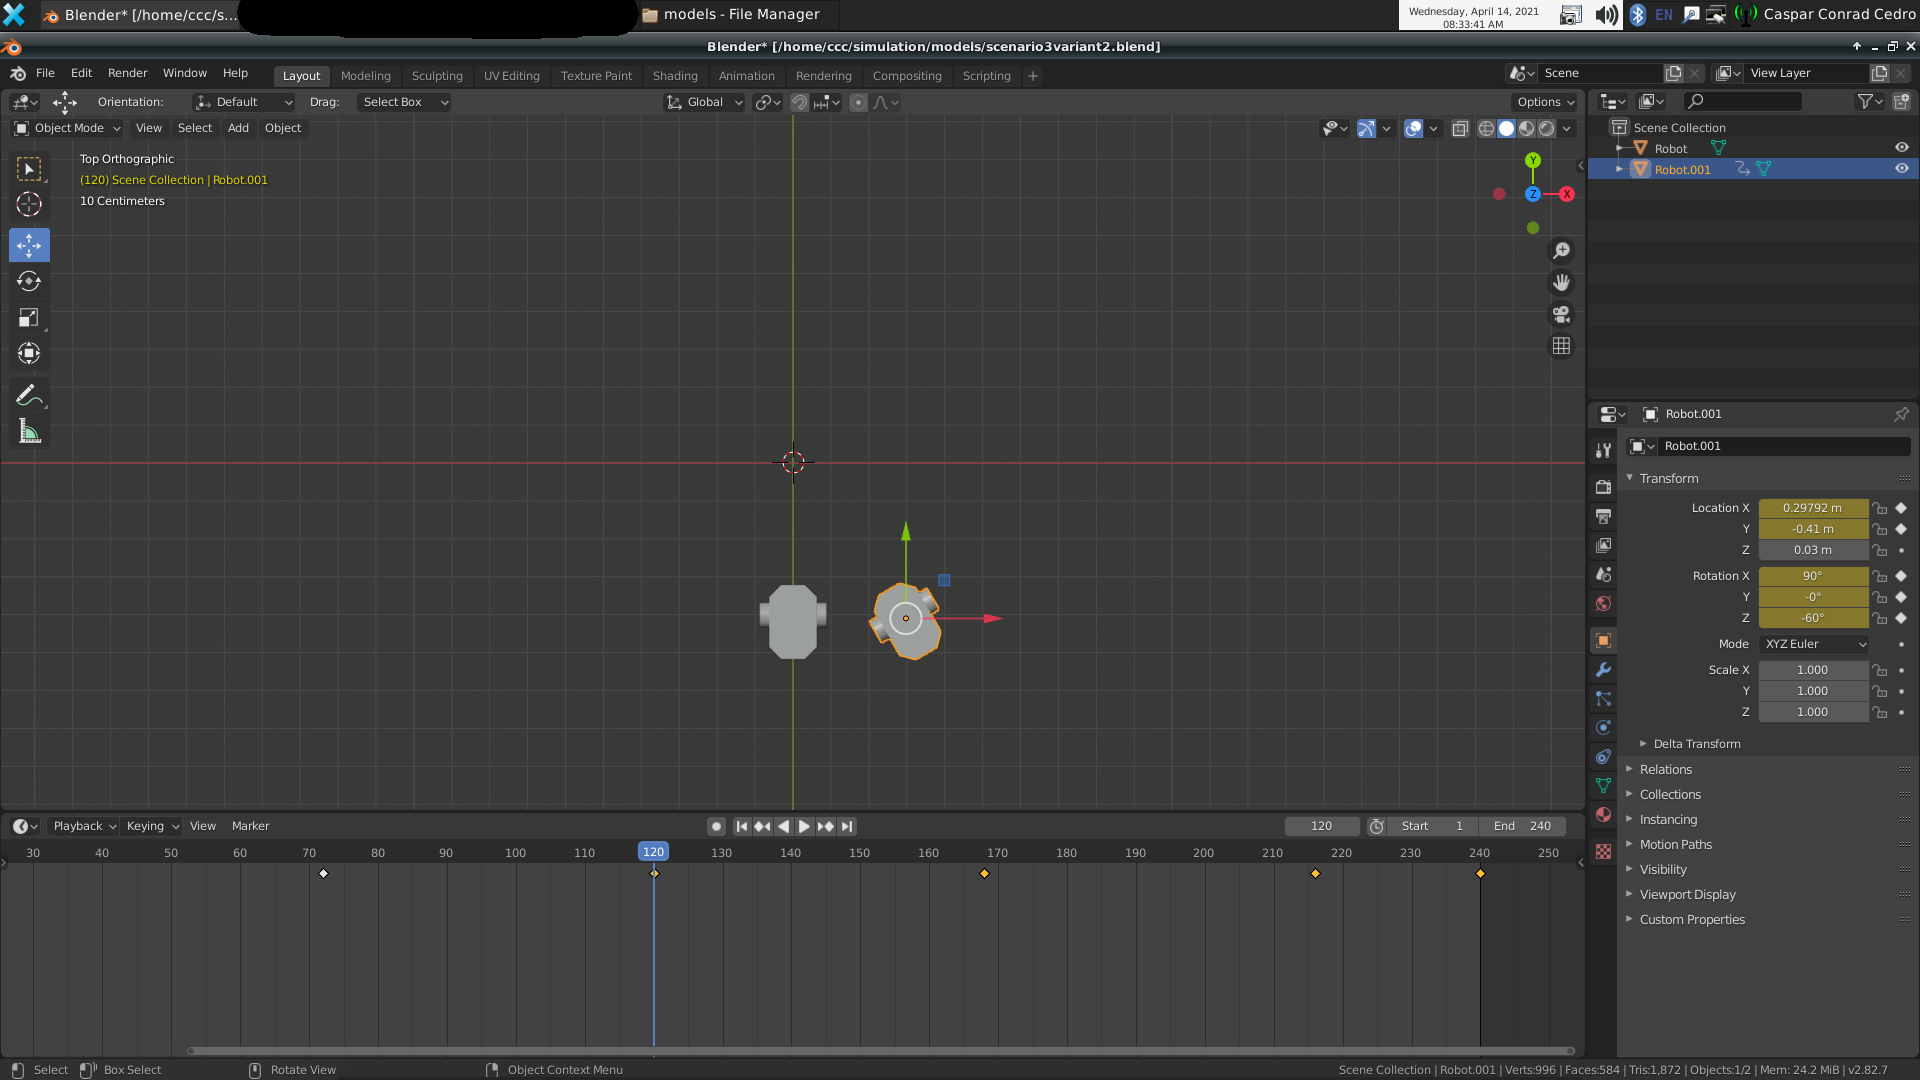 Blender* [/home/ccc/s...
models - File Manager
Wednesday, April 14, 2021
08:33:41 AM
EN
Caspar Conrad Cedro
Blender* [/home/ccc/simulation/models/scenario3variant2.blend]
File Edit Render Window Help
Layout Modeling Sculpting UV Editing Texture Paint Shading Animation Rendering Compositing Scripting +
Scene
View Layer
Orientation: Default Drag: Select Box
Global
Options
Object Mode View Select Add Object
Top Orthographic
(120) Scene Collection | Robot.001
10 Centimeters
Y
Z
X
Scene Collection
Robot
Robot.001
Robot.001
Robot.001
Transform
Location X 0.29792 m
Y -0.41 m
Z 0.03 m
Rotation X 90°
Y -0°
Z -60°
Mode XYZ Euler
Scale X 1.000
Y 1.000
Z 1.000
Delta Transform
Relations
Collections
Instancing
Motion Paths
Visibility
Viewport Display
Custom Properties
Playback Keying View Marker
120 Start 1 End 240
30 40 50 60 70 80 90 100 110 120 130 140 150 160 170 180 190 200 210 220 230 240 250
Select Box Select Rotate View Object Context Menu
Scene Collection | Robot.001 | Verts:996 | Faces:584 | Tris:1,872 | Objects:1/2 | Mem: 24.2 MiB | v2.82.7